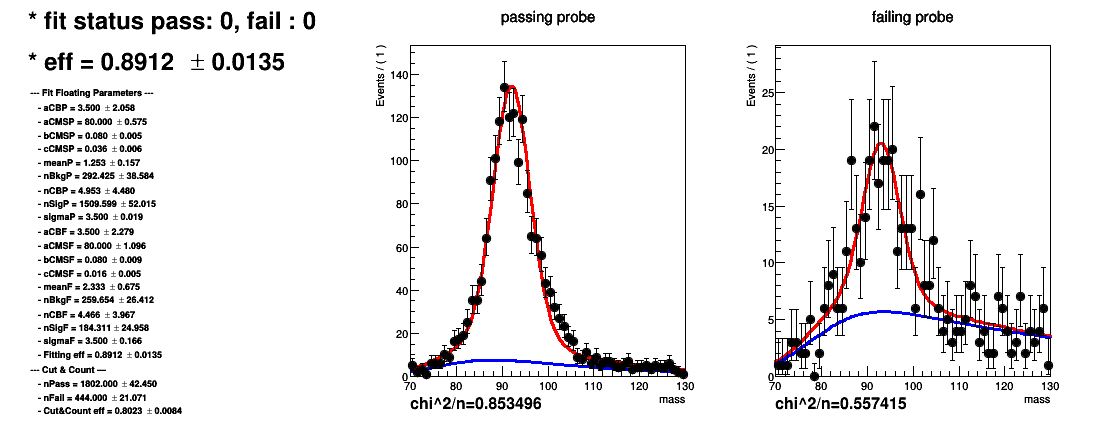 * fit status pass: 0, fail : 0
* eff = 0.8912 ± 0.0135
--- Fit Floating Parameters ---
- aCBP = 3.500 ± 2.058
- aCMSP = 80.000 ± 0.575
- bCMSP = 0.080 ± 0.005
- cCMSP = 0.036 ± 0.006
- meanP = 1.253 ± 0.157
- nBkgP = 292.425 ± 38.584
- nCBP = 4.953 ± 4.480
- nSigP = 1509.599 ± 52.015
- sigmaP = 3.500 ± 0.019
- aCBF = 3.500 ± 2.279
- aCMSF = 80.000 ± 1.096
- bCMSF = 0.080 ± 0.009
- cCMSF = 0.016 ± 0.005
- meanF = 2.333 ± 0.675
- nBkgF = 259.654 ± 26.412
- nCBF = 4.466 ± 3.967
- nSigF = 184.311 ± 24.958
- sigmaF = 3.500 ± 0.166
- Fitting eff = 0.8912 ± 0.0135
--- Cut & Count ---
- nPass = 1802.000 ± 42.450
- nFail = 444.000 ± 21.071
- Cut&Count eff = 0.8023 ± 0.0084
passing probe
Events / ( 1 )
140
120
100
80
60
40
20
0
70 80 90 100 110 120 130
mass
chi^2/n=0.853496
failing probe
Events / ( 1 )
25
20
15
10
5
0
70 80 90 100 110 120 130
mass
chi^2/n=0.557415